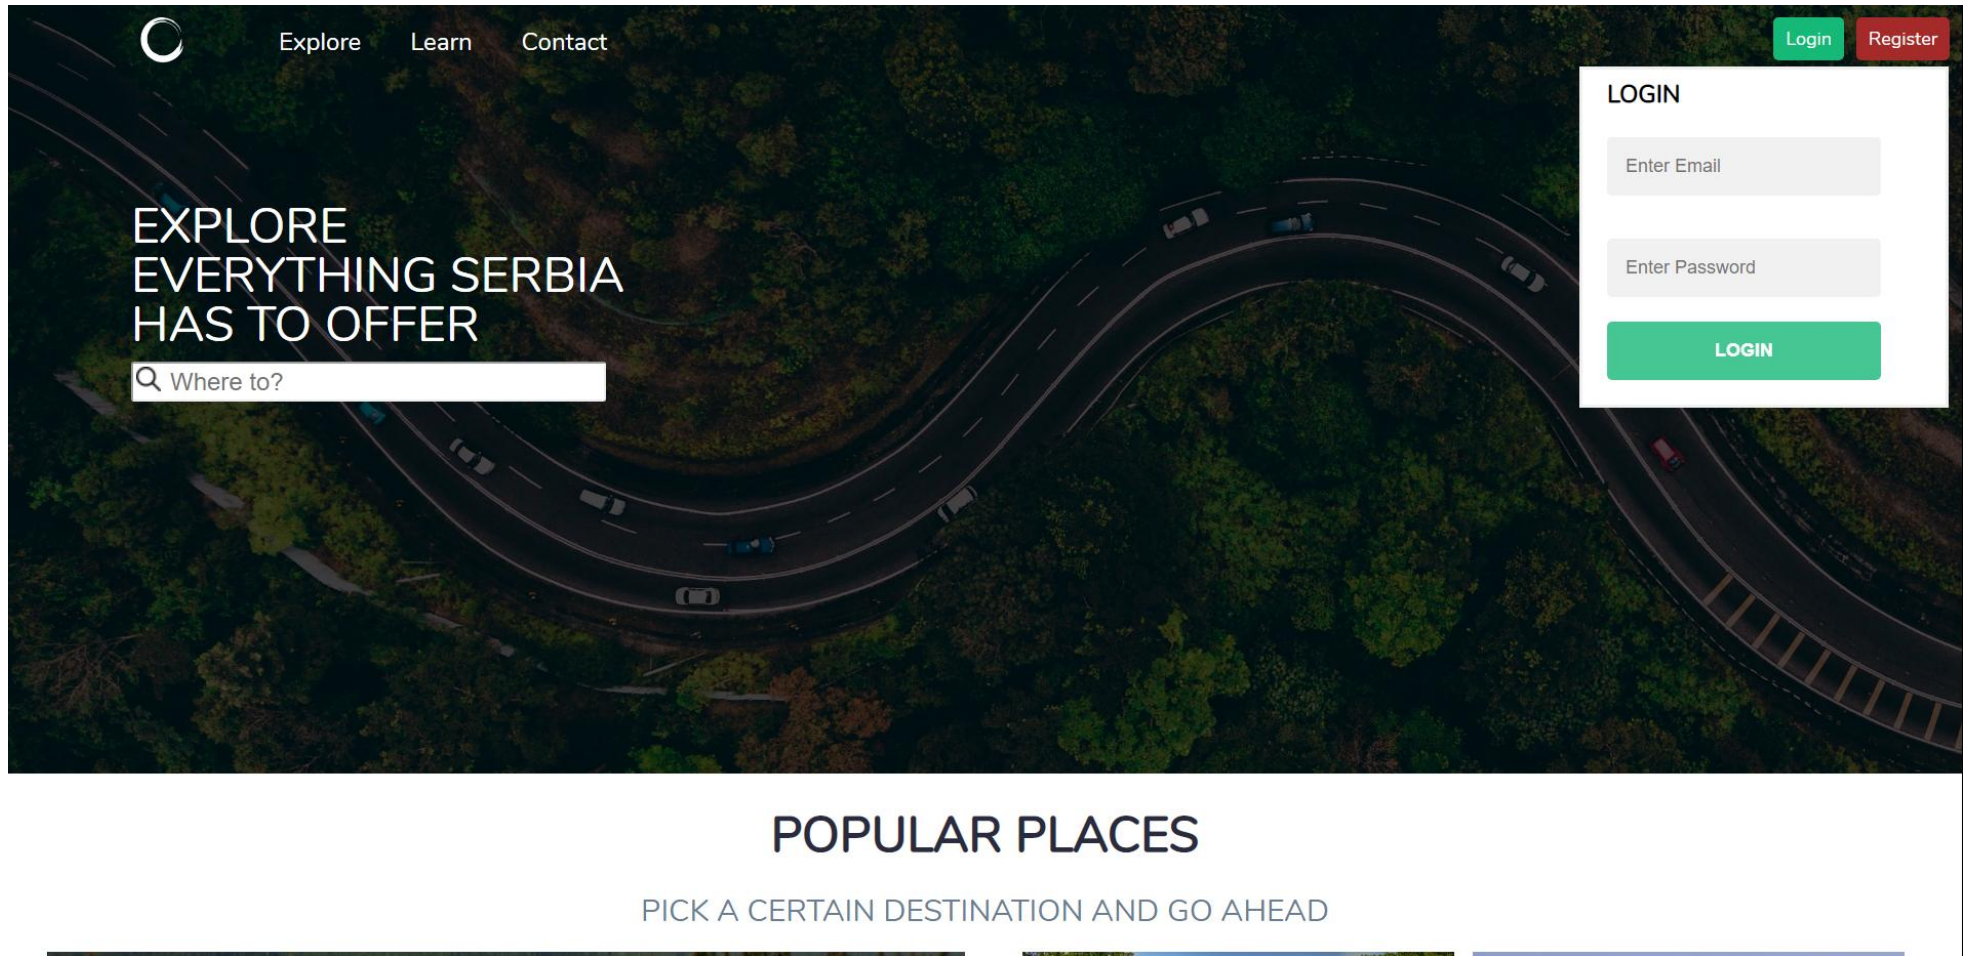 Explore
Learn
Contact
Login
Register
LOGIN
Enter Email
Enter Password
LOGIN
EXPLORE
EVERYTHING SERBIA
HAS TO OFFER
Where to?
POPULAR PLACES
PICK A CERTAIN DESTINATION AND GO AHEAD